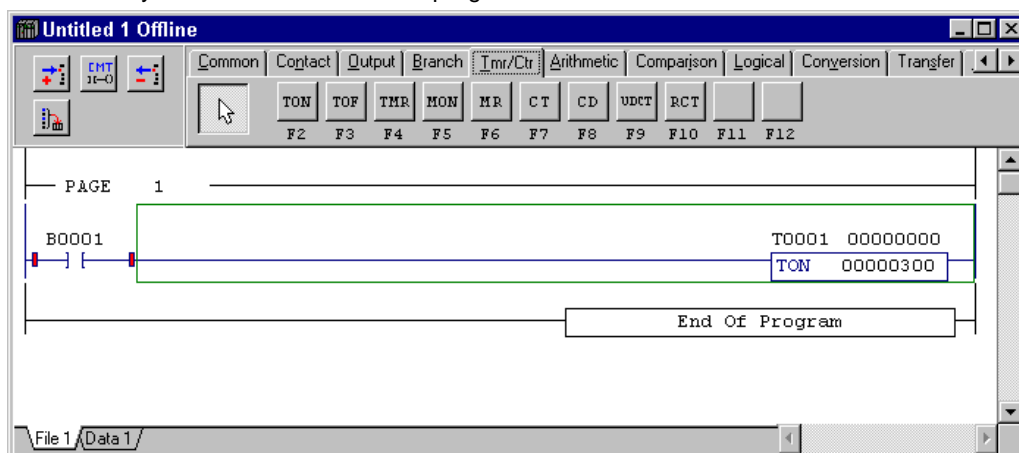 Untitled 1 Offline
CMT
Common Contact Output Branch Tmr/Ctr Arithmetic Comparison Logical Conversion Transfer
TON TOF TMR MON MR CT CD UDCT RCT
F2 F3 F4 F5 F6 F7 F8 F9 F10 F11 F12
PAGE 1
B0001
T0001 00000000
TON 00000300
End Of Program
File 1 Data 1